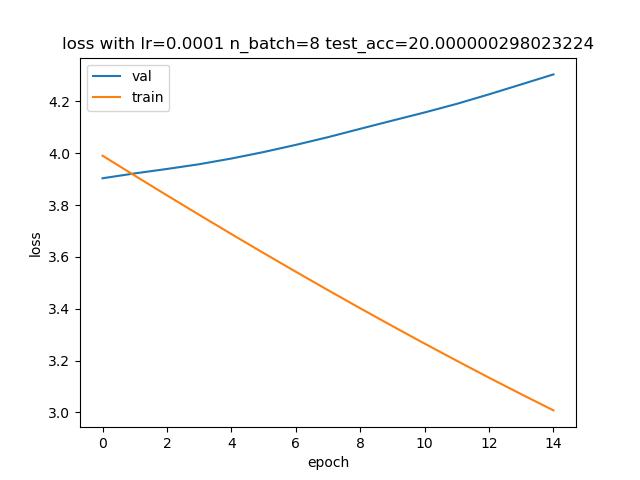 loss with lr=0.0001 n_batch=8 test_acc=20.000000298023224
val
train
loss
4.2
4.0
3.8
3.6
3.4
3.2
3.0
0 2 4 6 8 10 12 14
epoch